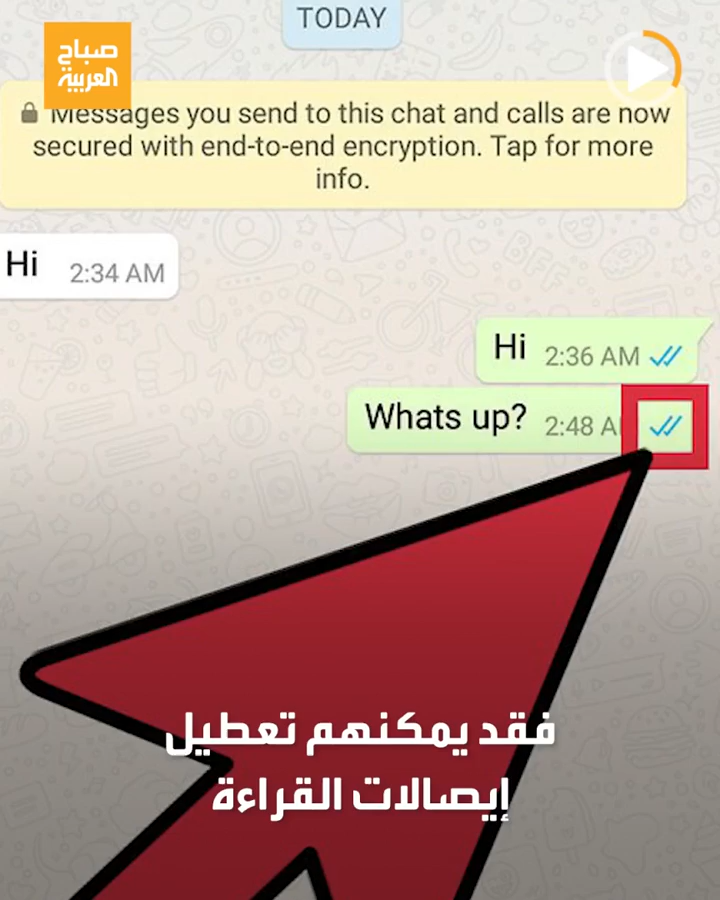 TODAY
صباح
العربية
Messages you send to this chat and calls are now
secured with end-to-end encryption. Tap for more
info.
Hi 2:34 AM
Hi 2:36 AM
Whats up? 2:48 A
فقد يمكنهم تعطيل
إيصالات القراءة